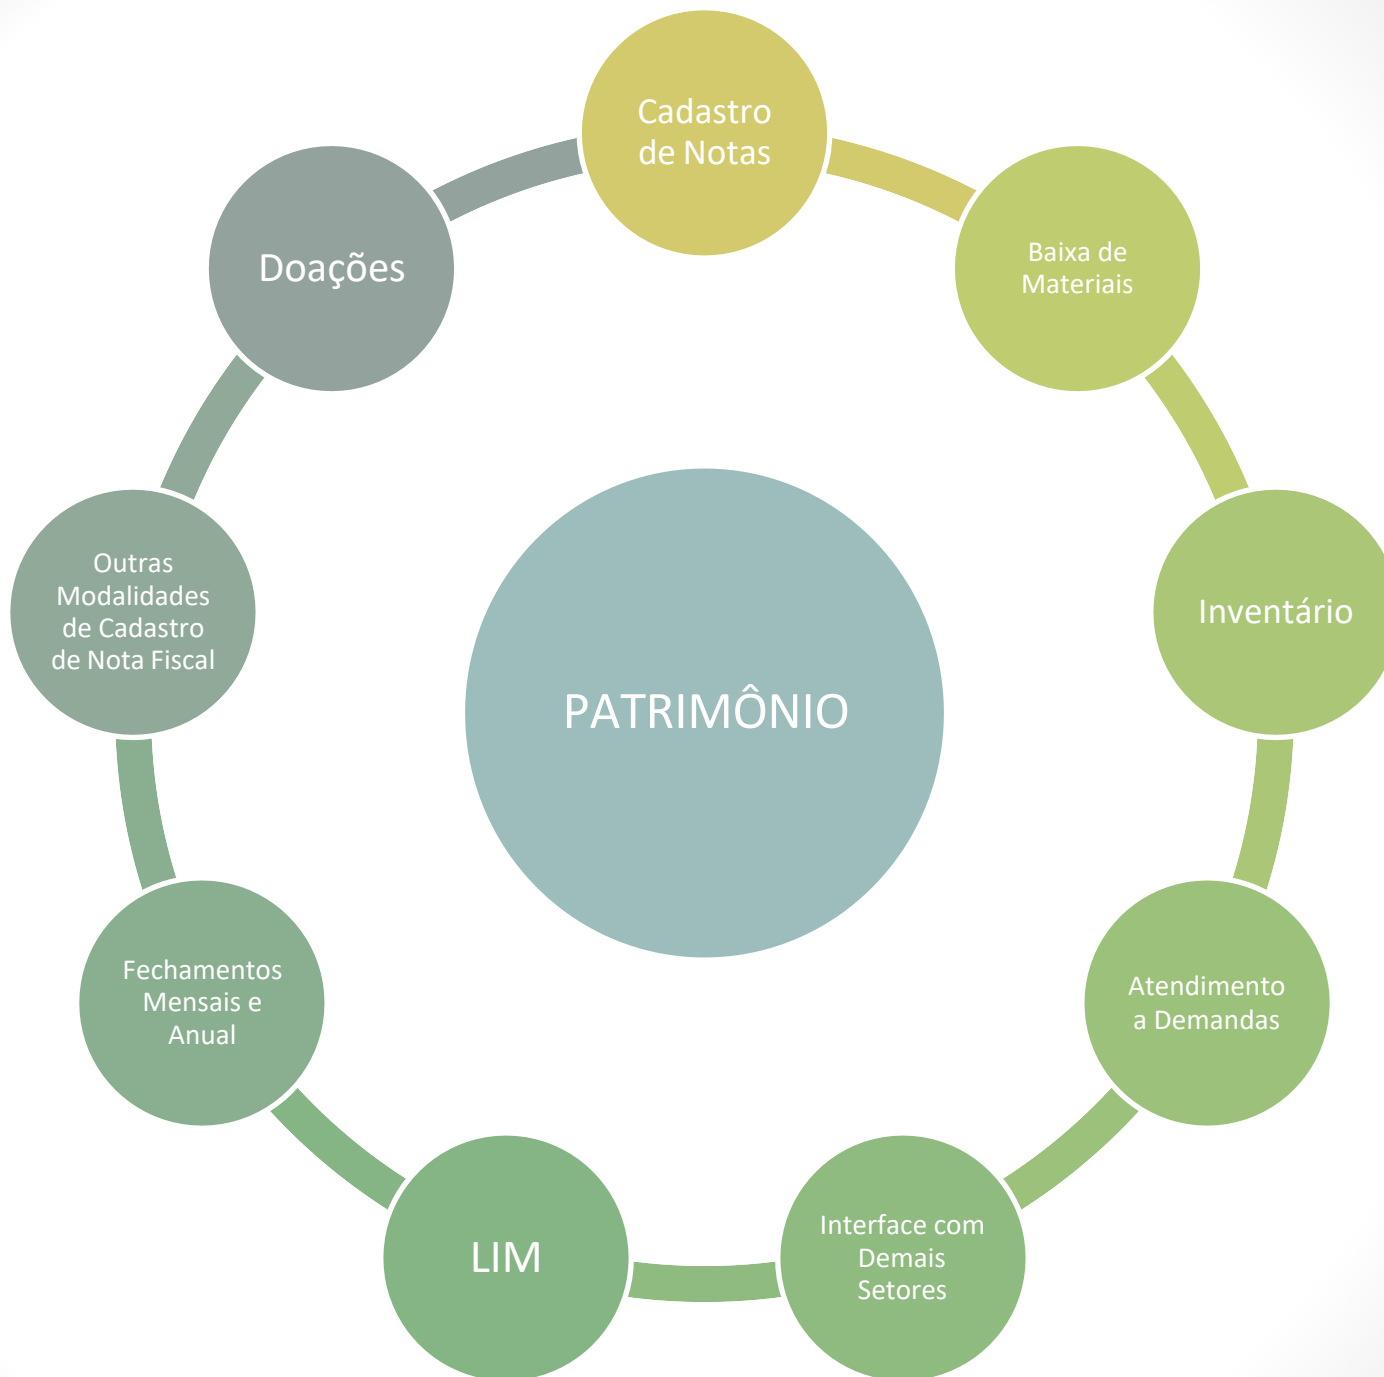 Cadastro
de Notas
Baixa de
Materiais
Inventário
Atendimento
a Demandas
Interface com
Demais
Setores
LIM
Fechamentos
Mensais e
Anual
Outras
Modalidades
de Cadastro
de Nota Fiscal
Doações
PATRIMÔNIO